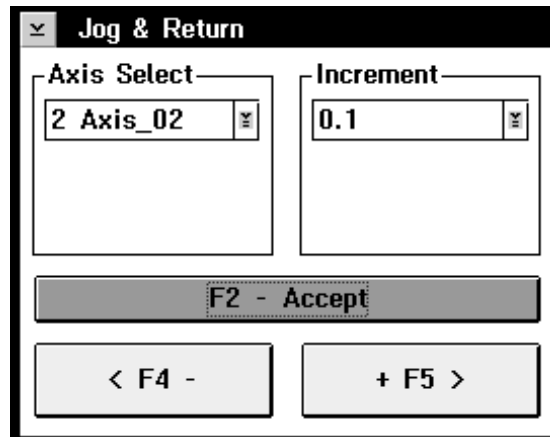 Jog & Return
Axis Select
Increment
2 Axis_02
0.1
F2 - Accept
< F4 -
+ F5 >